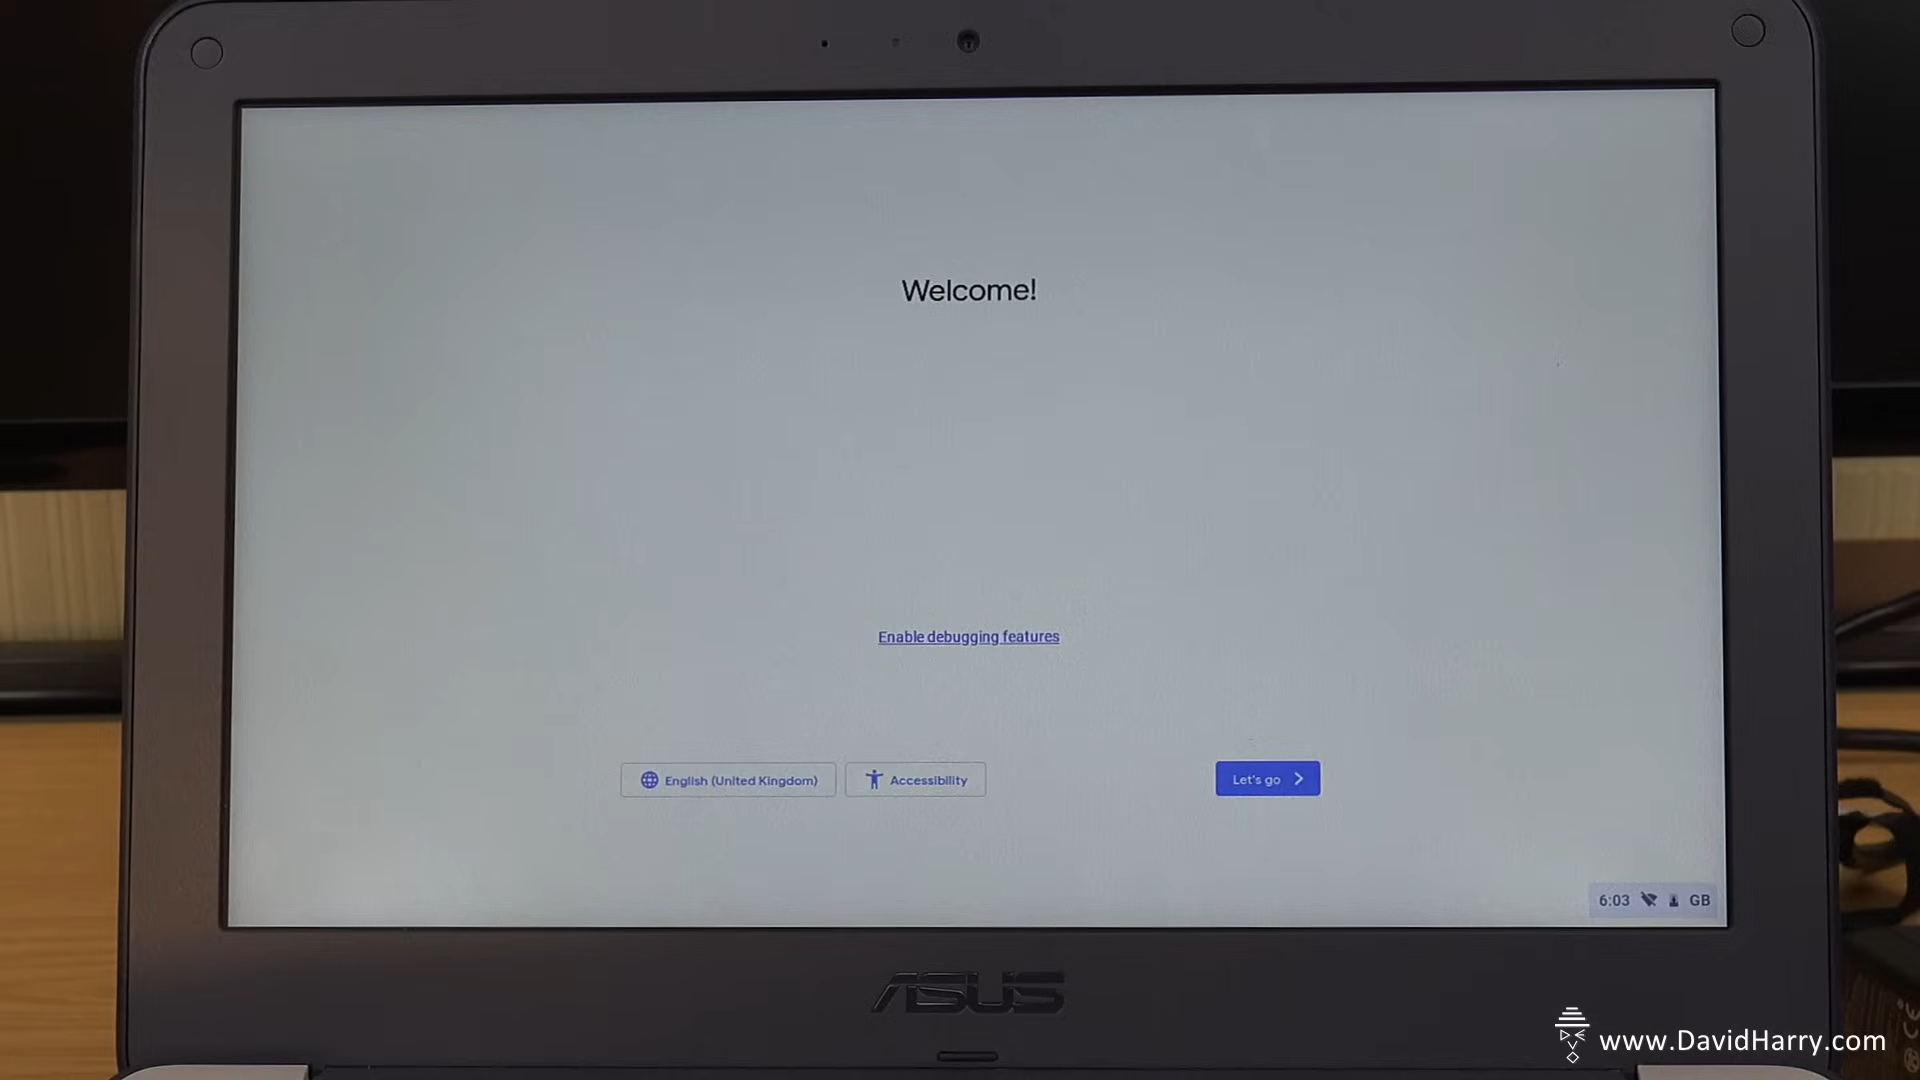 Welcome!
Enable debugging features
English (United Kingdom)
Accessibility
Let's go
6:03
GB
ASUS
www.DavidHarry.com